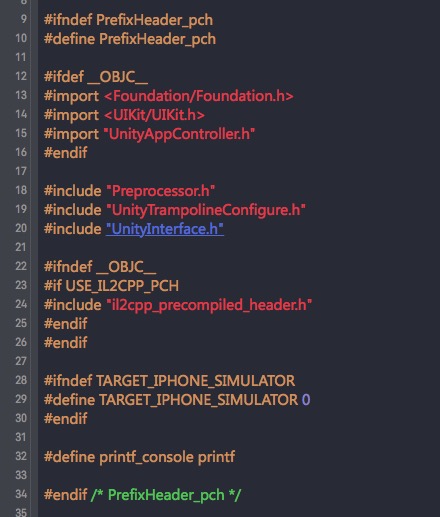 8
9 #ifndef PrefixHeader_pch
10 #define PrefixHeader_pch
11
12 #ifdef __OBJC__
13 #import <Foundation/Foundation.h>
14 #import <UIKit/UIKit.h>
15 #import "UnityAppController.h"
16 #endif
17
18 #include "Preprocessor.h"
19 #include "UnityTrampolineConfigure.h"
20 #include "UnityInterface.h"
21
22 #ifndef __OBJC__
23 #if USE_IL2CPP_PCH
24 #include "il2cpp_precompiled_header.h"
25 #endif
26 #endif
27
28 #ifndef TARGET_IPHONE_SIMULATOR
29 #define TARGET_IPHONE_SIMULATOR 0
30 #endif
31
32 #define printf_console printf
33
34 #endif /* PrefixHeader_pch */
35